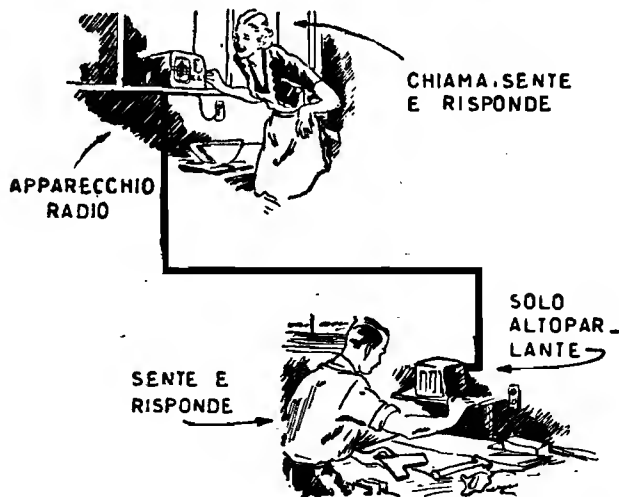 CHIAMA, SENTE
E RISPONDE
APPARECCHIO
RADIO
SOLO
ALTOPAR_
LANTE
SENTE E
RISPONDE